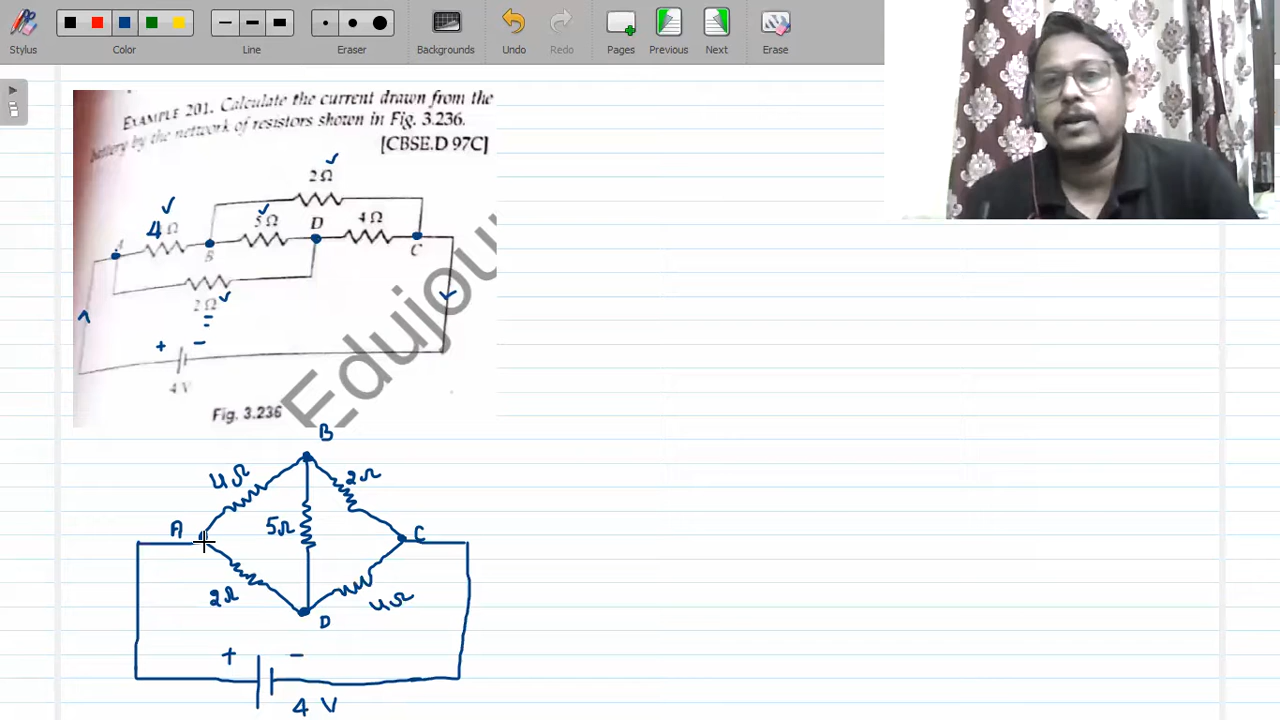 Stylus
Color
Line
Eraser
Backgrounds
Undo
Redo
Pages
Previous
Next
Erase
EXAMPLE 201. Calculate the current drawn from the
battery by the network of resistors shown in Fig. 3.236.
[CBSE.D 97C]
2 Ω
4 Ω
5 Ω
D
4 Ω
A
B
C
2 Ω
+ −
4 V
Fig. 3.236
Edujou
B
4Ω
2Ω
A
5Ω
C
2Ω
4Ω
D
+ −
4 V